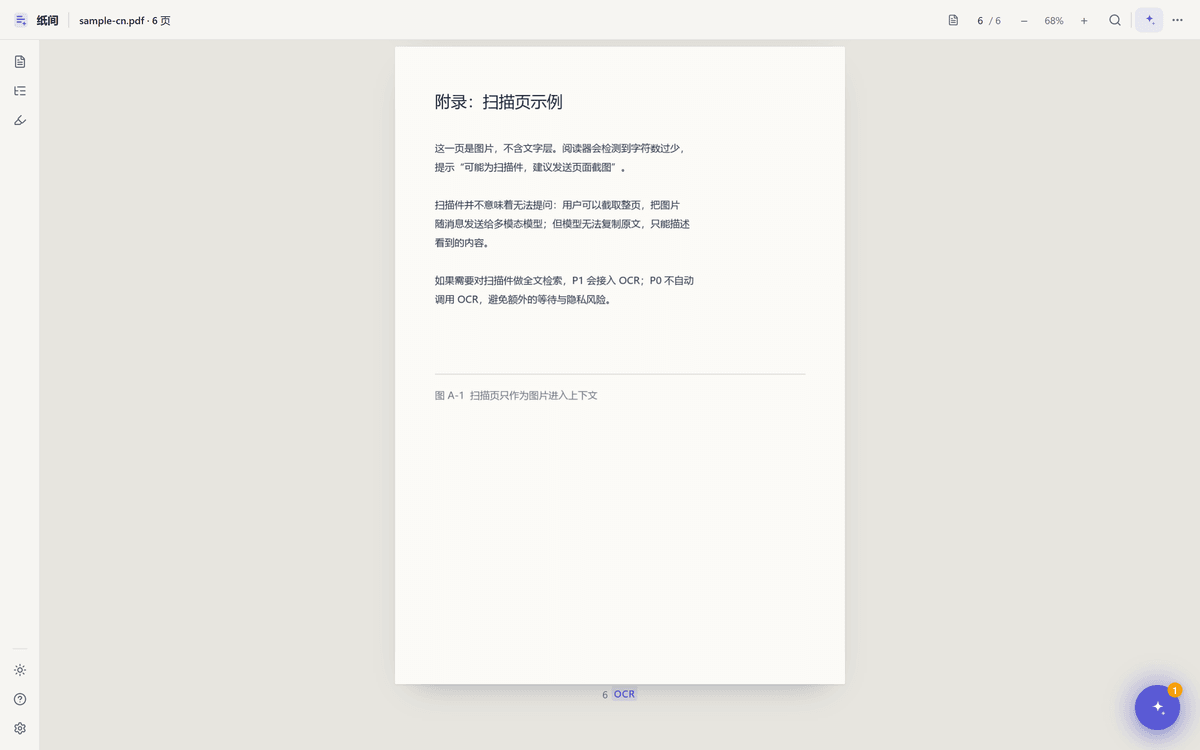 纸间
sample-cn.pdf · 6 页
6 / 6
68%
附录：扫描页示例
这一页是图片，不含文字层。阅读器会检测到字符数过少，
提示“可能为扫描件，建议发送页面截图”。
扫描件并不意味着无法提问：用户可以截取整页，把图片
随消息发送给多模态模型；但模型无法复制原文，只能描述
看到的内容。
如果需要对扫描件做全文检索，P1 会接入 OCR；P0 不自动
调用 OCR，避免额外的等待与隐私风险。
图 A-1 扫描页只作为图片进入上下文
6 OCR
1